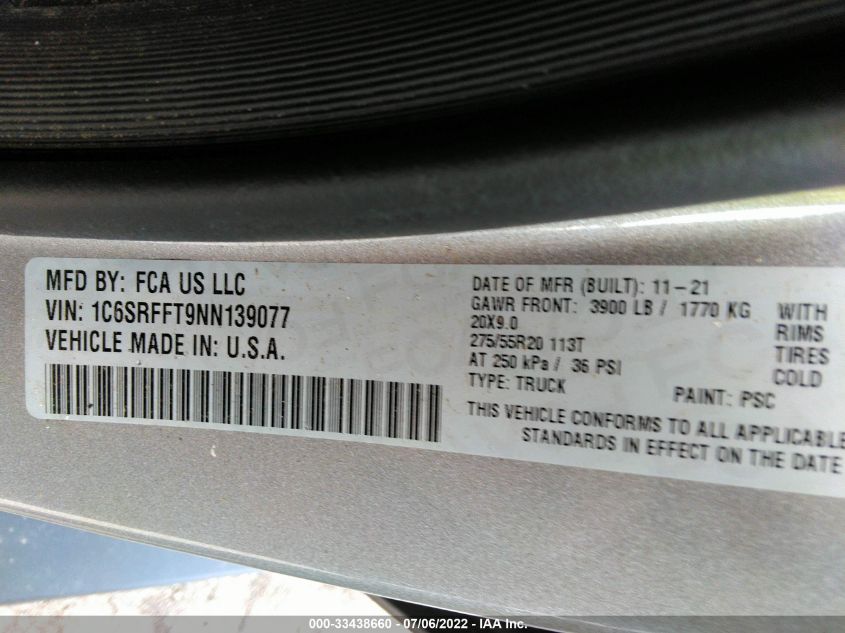 MFD BY: FCA US LLC
VIN: 1C6SRFFT9NN139077
VEHICLE MADE IN: U.S.A.
DATE OF MFR (BUILT): 11-21
GAWR FRONT: 3900 LB / 1770 KG WITH
20X9.0 RIMS
275/55R20 113T TIRES
AT 250 kPa / 36 PSI COLD
TYPE: TRUCK PAINT: PSC
THIS VEHICLE CONFORMS TO ALL APPLICABLE
STANDARDS IN EFFECT ON THE DATE
000-33438660 - 07/06/2022 - IAA Inc.